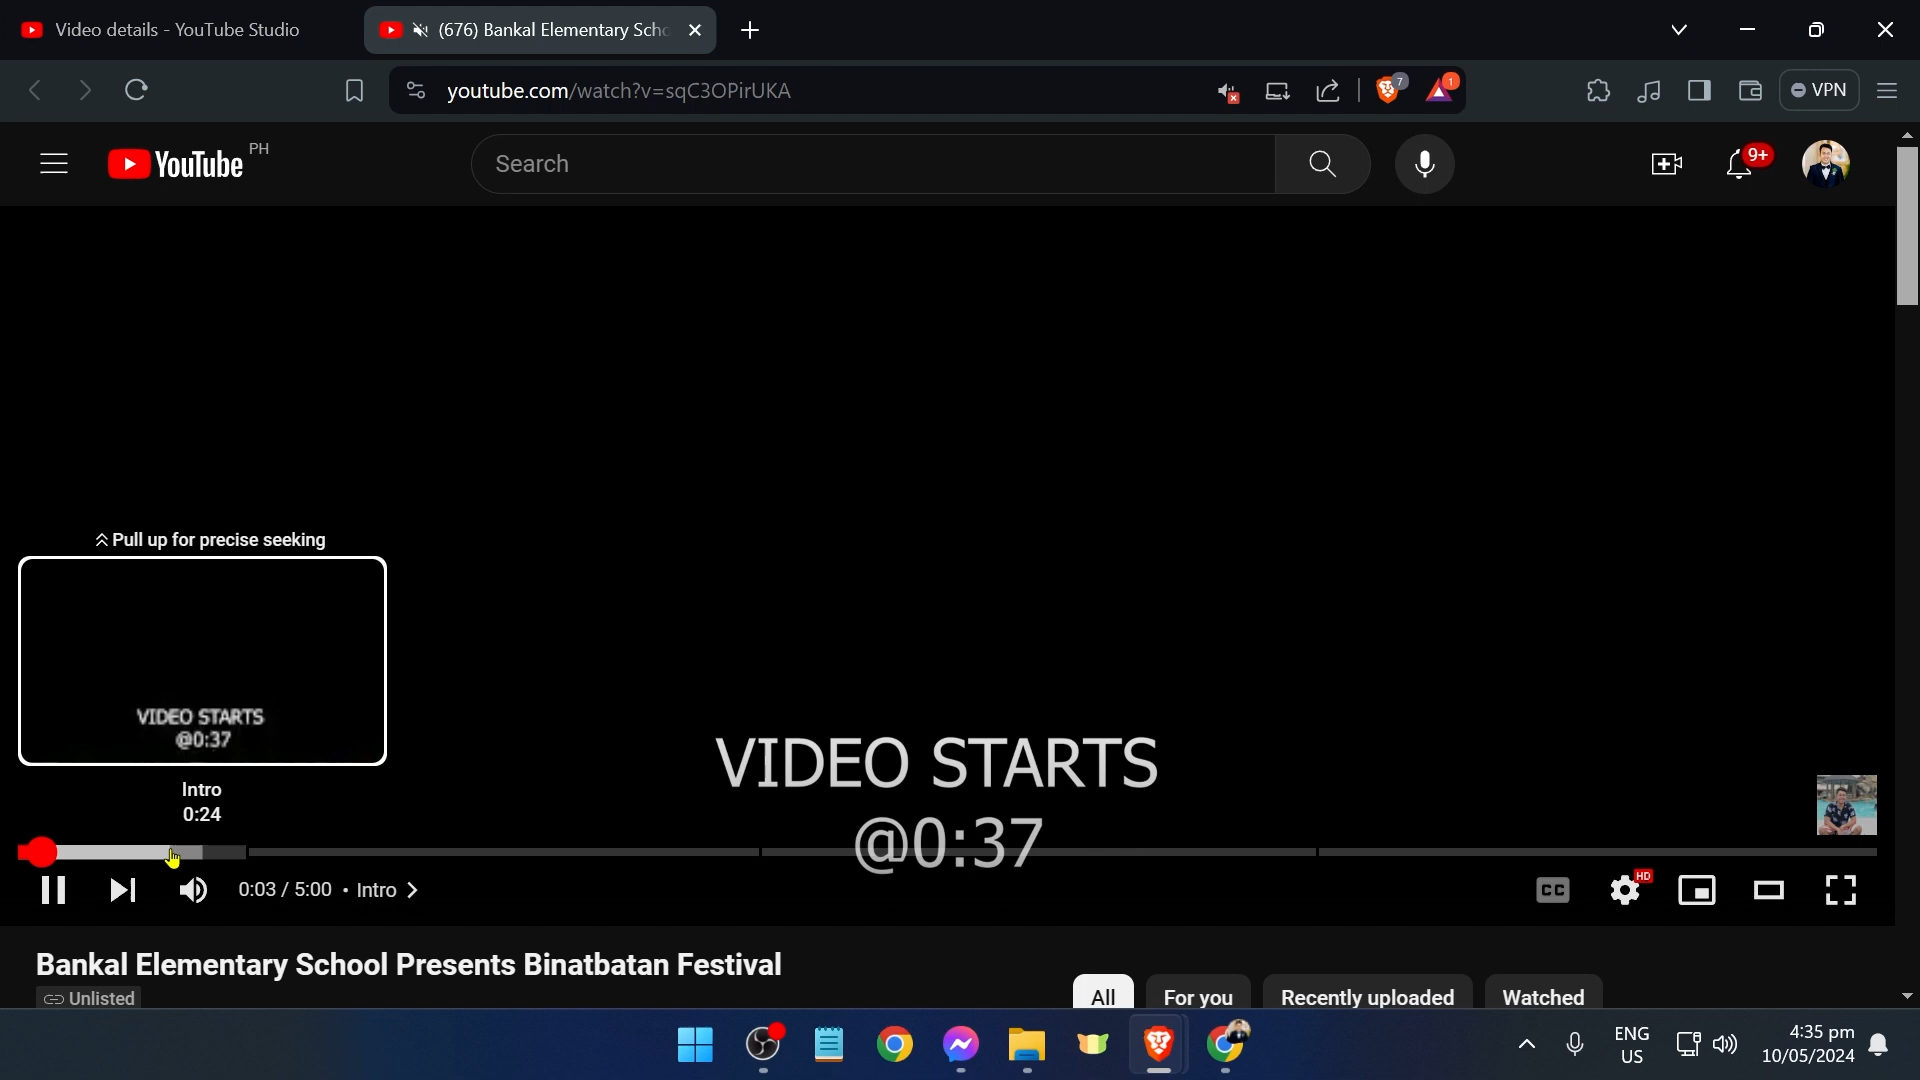 Video details - YouTube Studio
(676) Bankal Elementary Scho
youtube.com/watch?v=sqC3OPirUKA
7
1
VPN
YouTube PH
Search
9+
Pull up for precise seeking
VIDEO STARTS
@0:37
Intro
0:24
VIDEO STARTS
@0:37
0:03 / 5:00 • Intro
CC
HD
Bankal Elementary School Presents Binatbatan Festival
Unlisted
All
For you
Recently uploaded
Watched
ENG
US
4:35 pm
10/05/2024